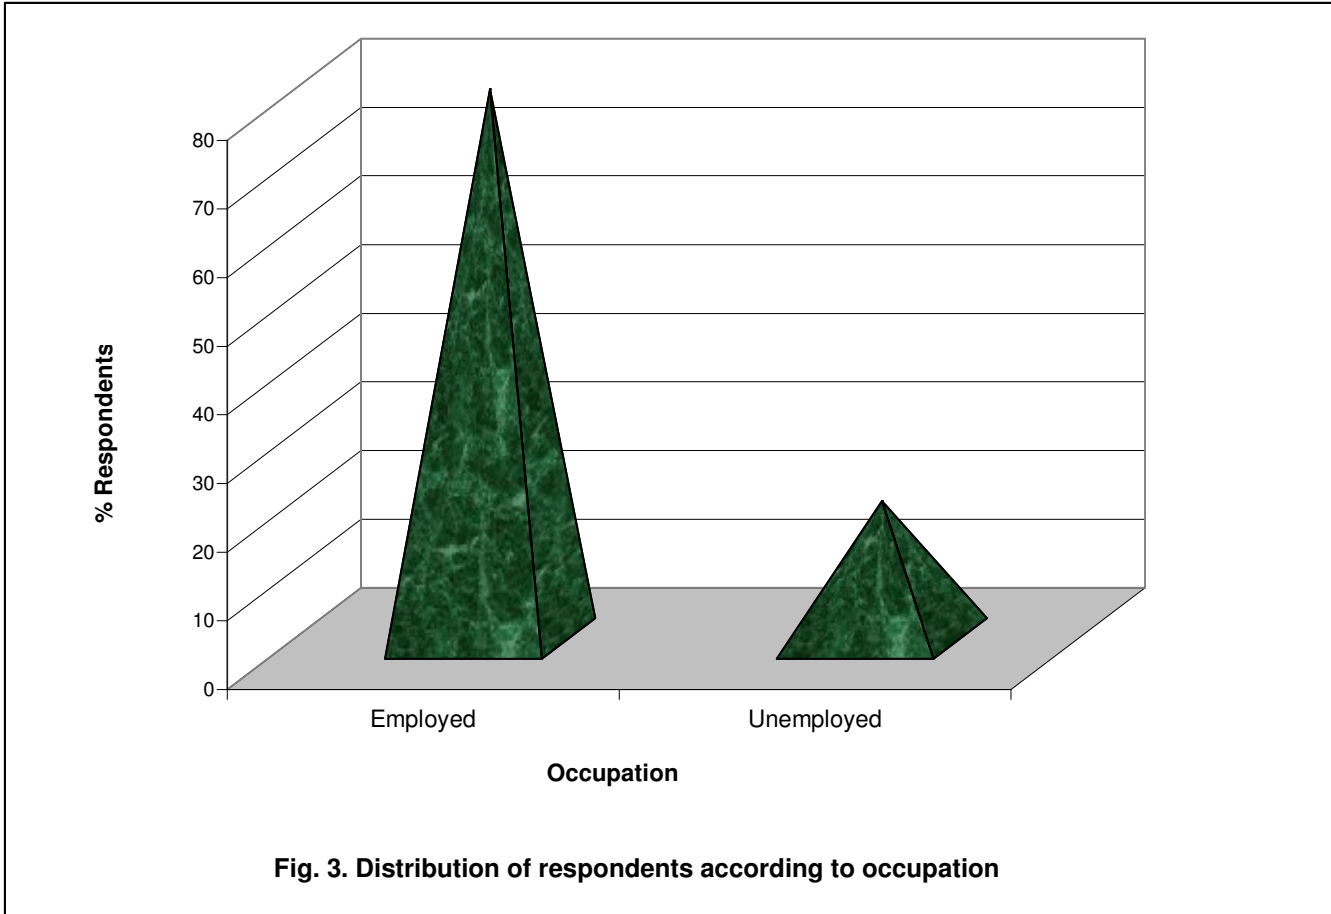 80
70
60
50
40
30
20
10
0
% Respondents
Employed
Unemployed
Occupation
Fig. 3. Distribution of respondents according to occupation